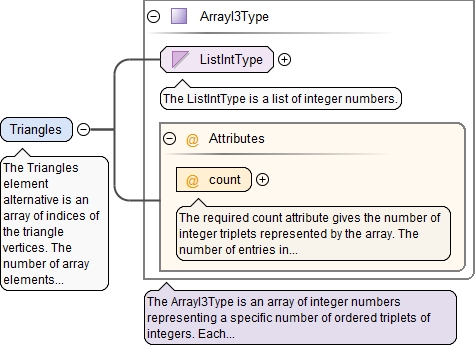 ArrayI3Type
ListIntType
The ListIntType is a list of integer numbers.
Triangles
The Triangles
element
alternative is an
array of indices of
the triangle
vertices. The
number of array
elements...
@ Attributes
@ count
The required count attribute gives the number of
integer triplets represented by the array. The
number of entries in...
The ArrayI3Type is an array of integer numbers
representing a specific number of ordered triplets of
integers. Each...